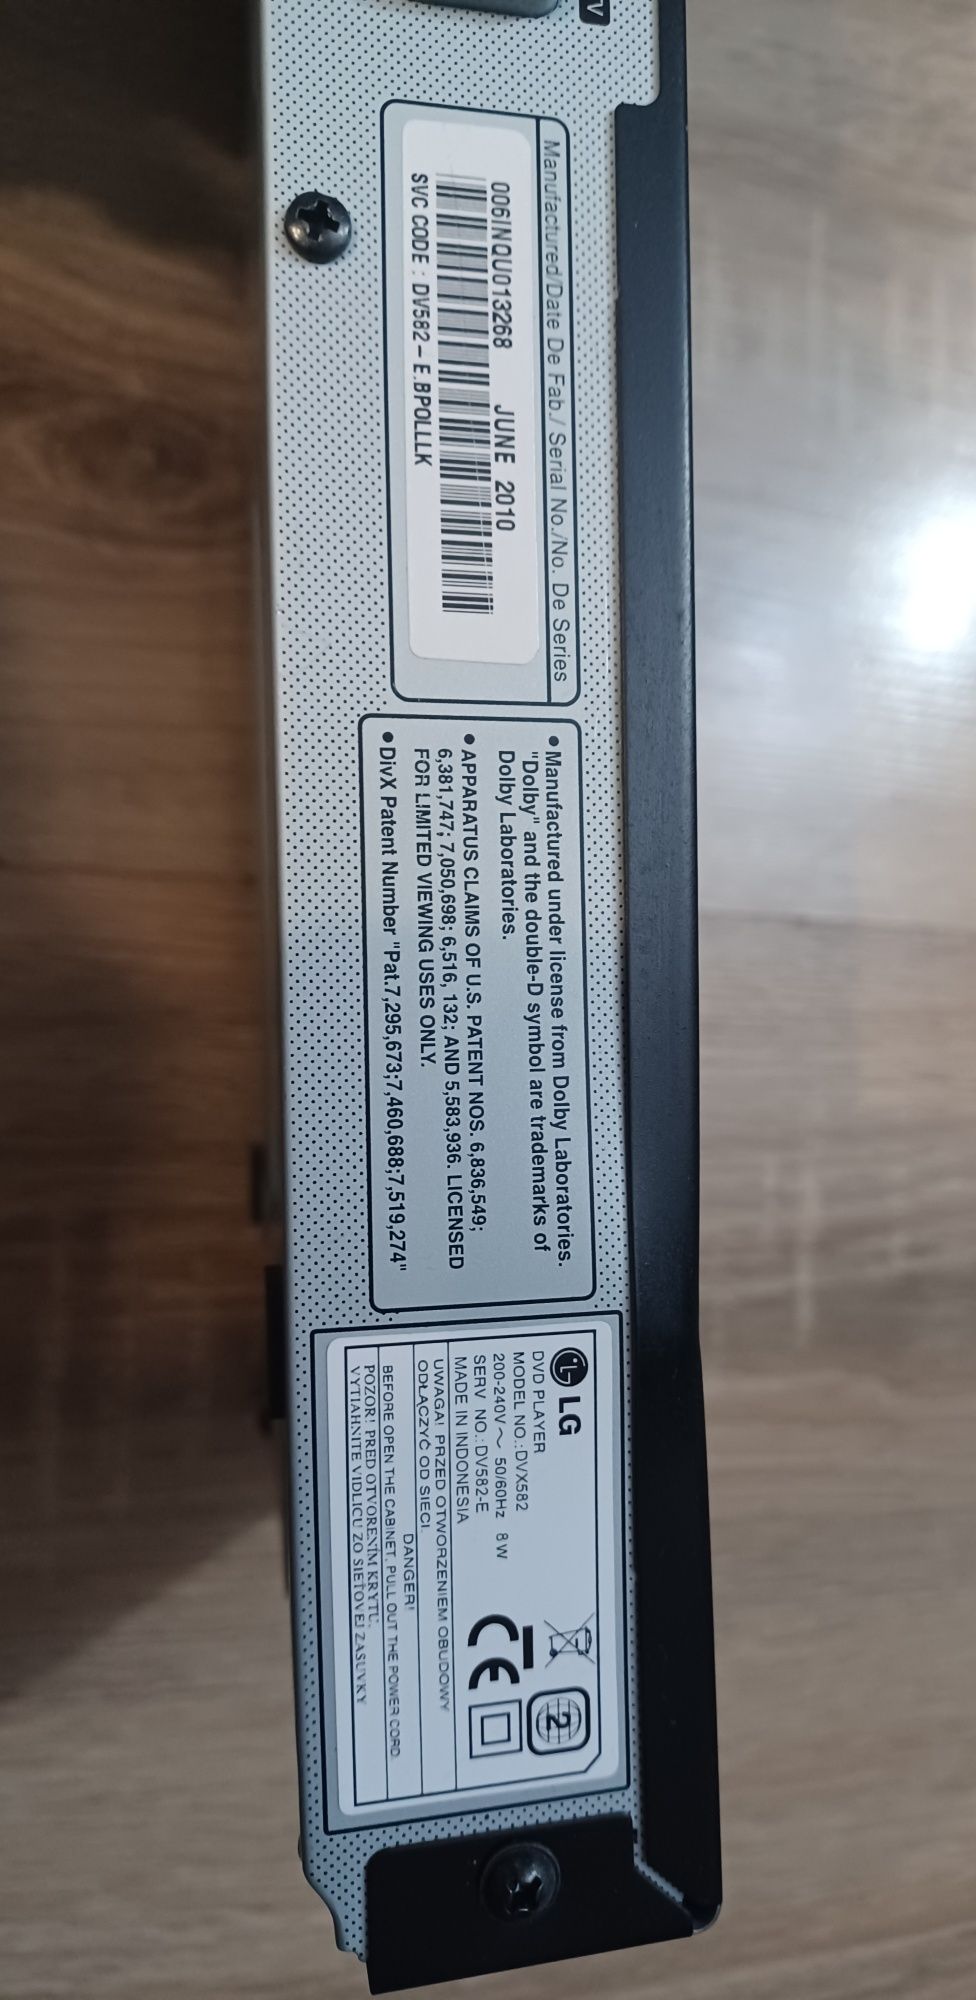 V
Manufactured/Date De Fab./ Serial No./No. De Series
006INQU013268 JUNE 2010
SVC CODE : DV582-E.BPOLLLK
• Manufactured under license from Dolby Laboratories.
"Dolby" and the double-D symbol are trademarks of
Dolby Laboratories.
• APPARATUS CLAIMS OF U.S. PATENT NOS. 6,836,549;
6,381,747; 7,050,698; 6,516, 132; AND 5,583,936. LICENSED
FOR LIMITED VIEWING USES ONLY.
• DivX Patent Number "Pat.7,295,673;7,460,688;7,519,274"
LG
DVD PLAYER
MODEL NO.:DVX582
200-240V~ 50/60Hz 8W
SERV NO.:DV582-E
MADE IN INDONESIA
2
CE
UWAGA! PRZED OTWORZENIEM OBUDOWY
ODŁĄCZYĆ OD SIECI.
DANGER!
BEFORE OPEN THE CABINET. PULL OUT THE POWER CORD.
POZOR! PRED OTVORENÍM KRYTU.
VYTIAHNITE VIDLICU ZO SIEŤOVEJ ZÁSUVKY